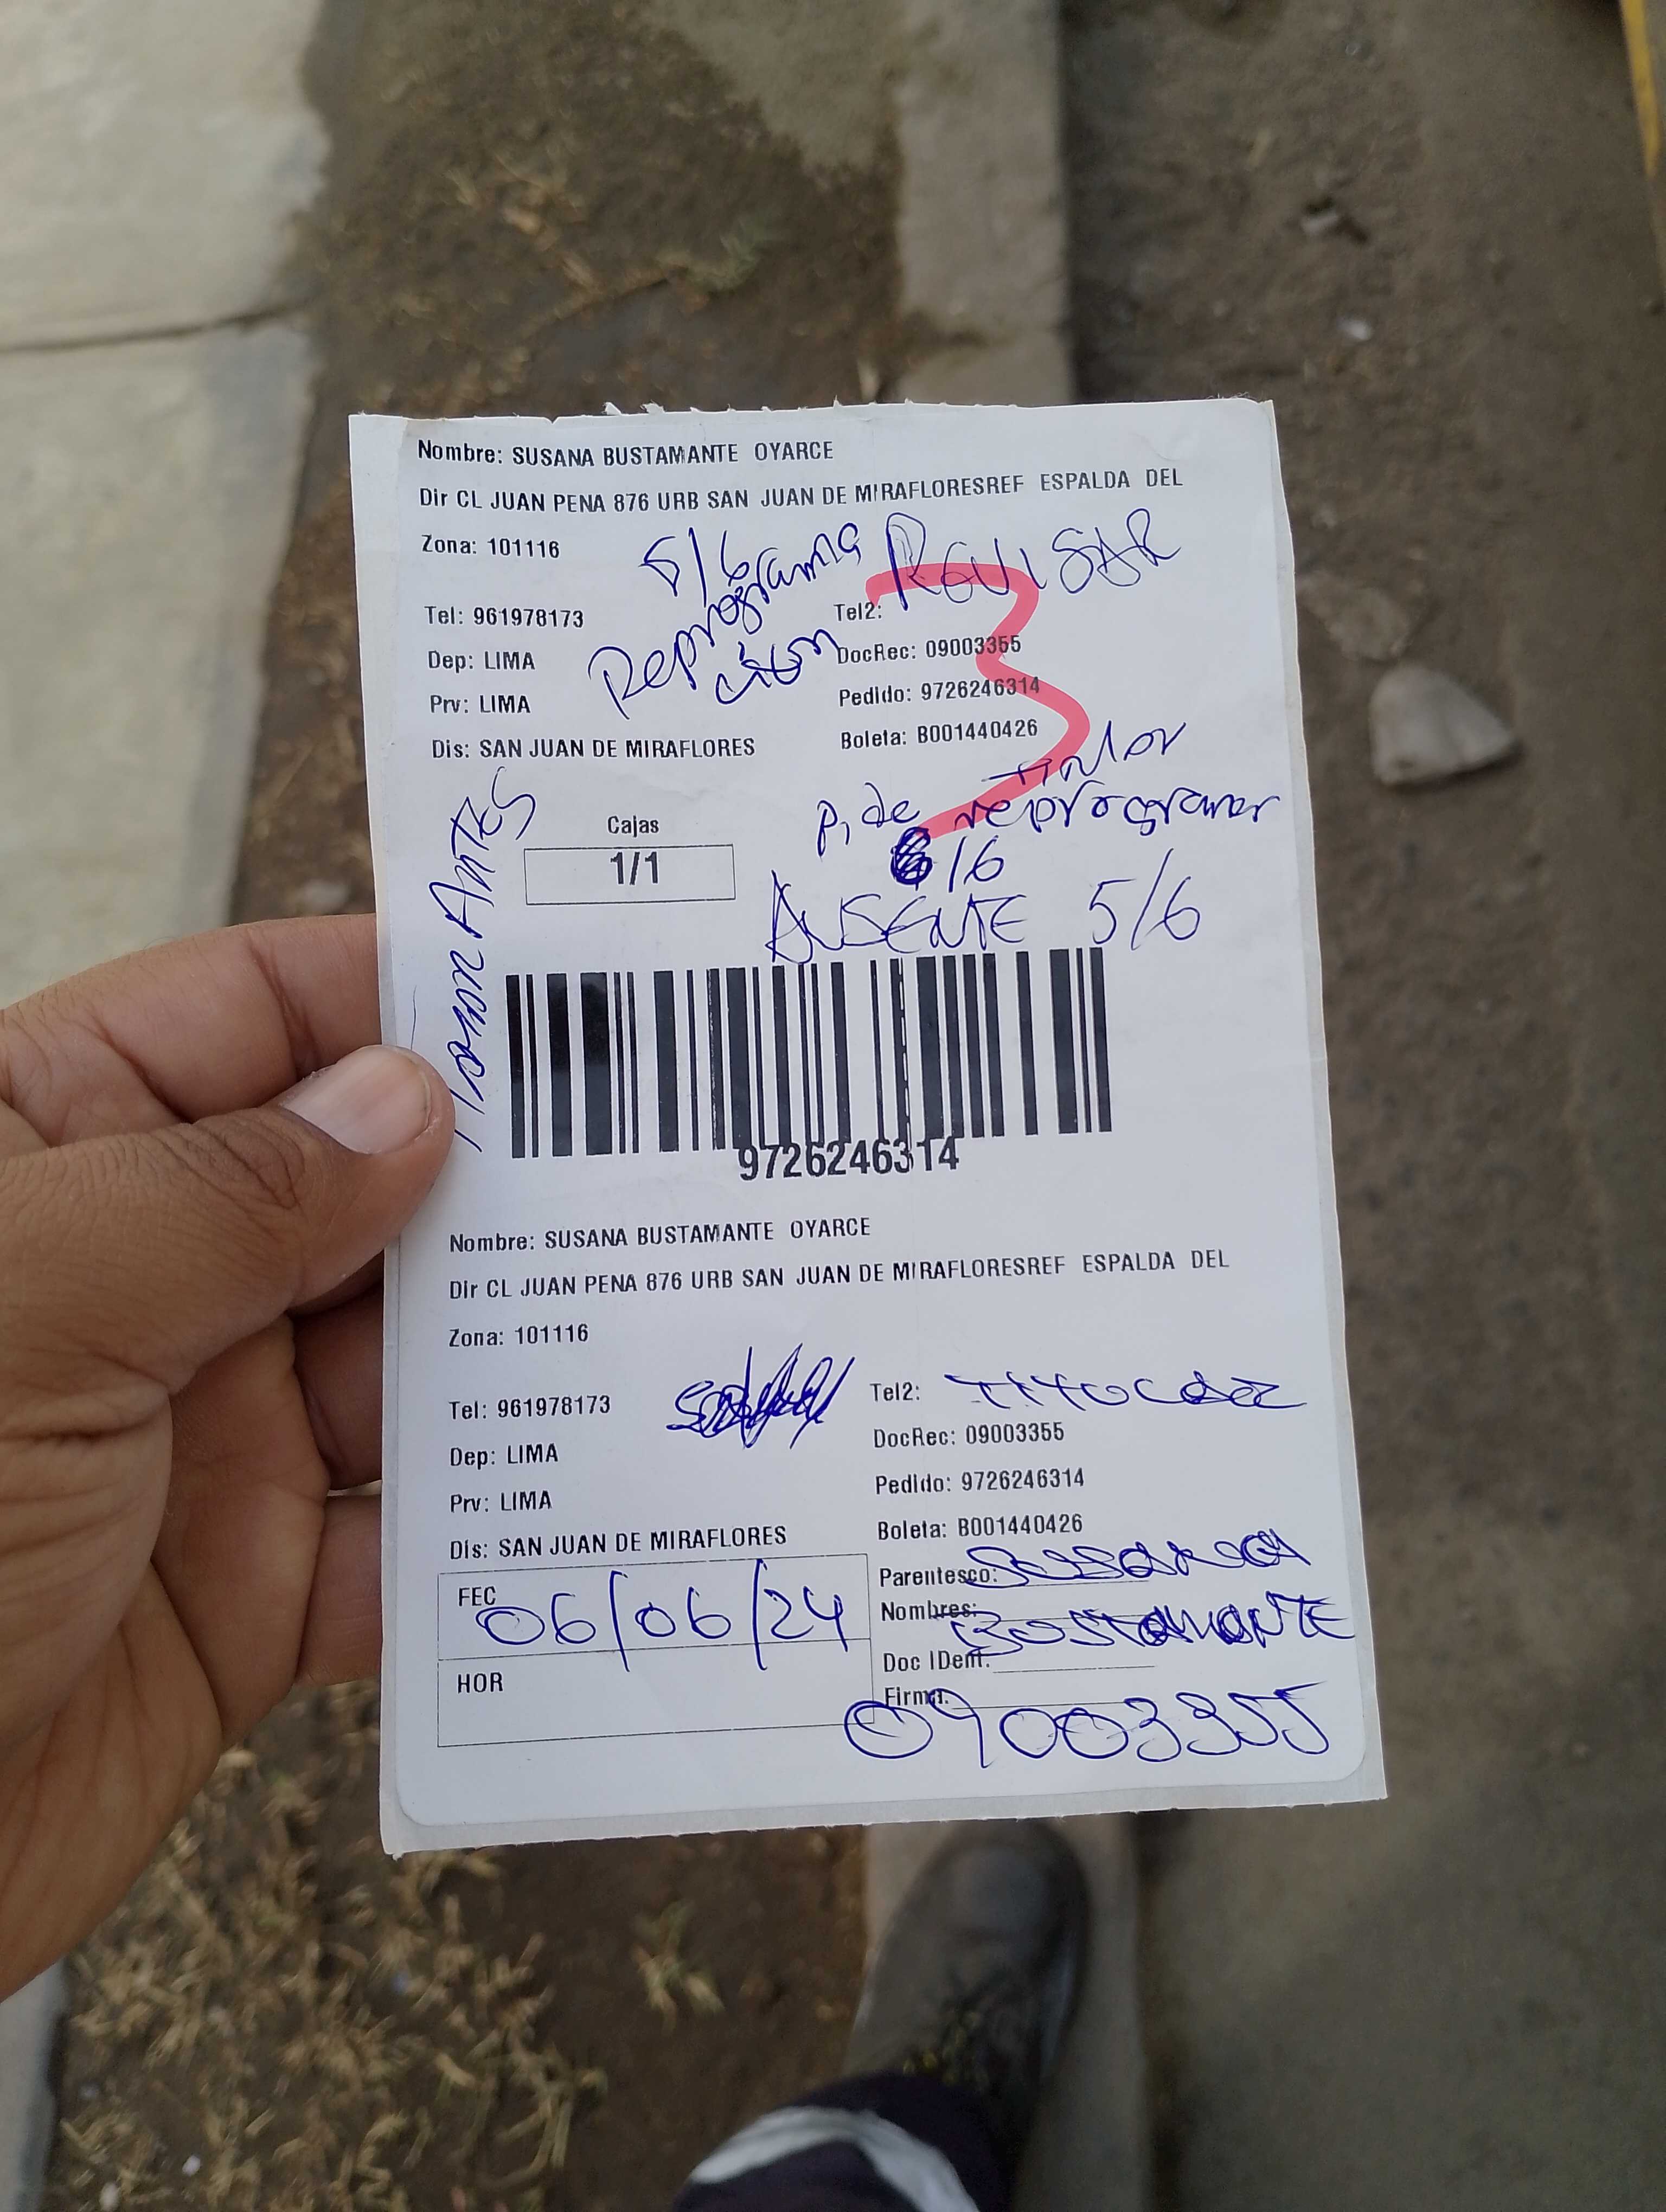 Nombre: SUSANA BUSTAMANTE OYARCE
Dir CL JUAN PENA 876 URB SAN JUAN DE MIRAFLORESREF ESPALDA DEL
Zona: 101116
5/6
Reprograma
ción
REVISAR
Tel: 961978173
Tel2:
Dep: LIMA
DocRec: 09003355
Prv: LIMA
Pedido: 9726246314
Dis: SAN JUAN DE MIRAFLORES
Boleta: B001440426
3
titular
pide reprogramar
6/6
AUSENTE 5/6
Cajas
1/1
llamar ANTES
9726246314
Nombre: SUSANA BUSTAMANTE OYARCE
Dir CL JUAN PENA 876 URB SAN JUAN DE MIRAFLORESREF ESPALDA DEL
Zona: 101116
Tel: 961978173
Tel2:
Dep: LIMA
DocRec: 09003355
Prv: LIMA
Pedido: 9726246314
Dis: SAN JUAN DE MIRAFLORES
Boleta: B001440426
FEC
06/06/24
HOR
Parentesco: SUSANA
Nombres: BUSTAMANTE
Doc IDent:
Firma:
09003355